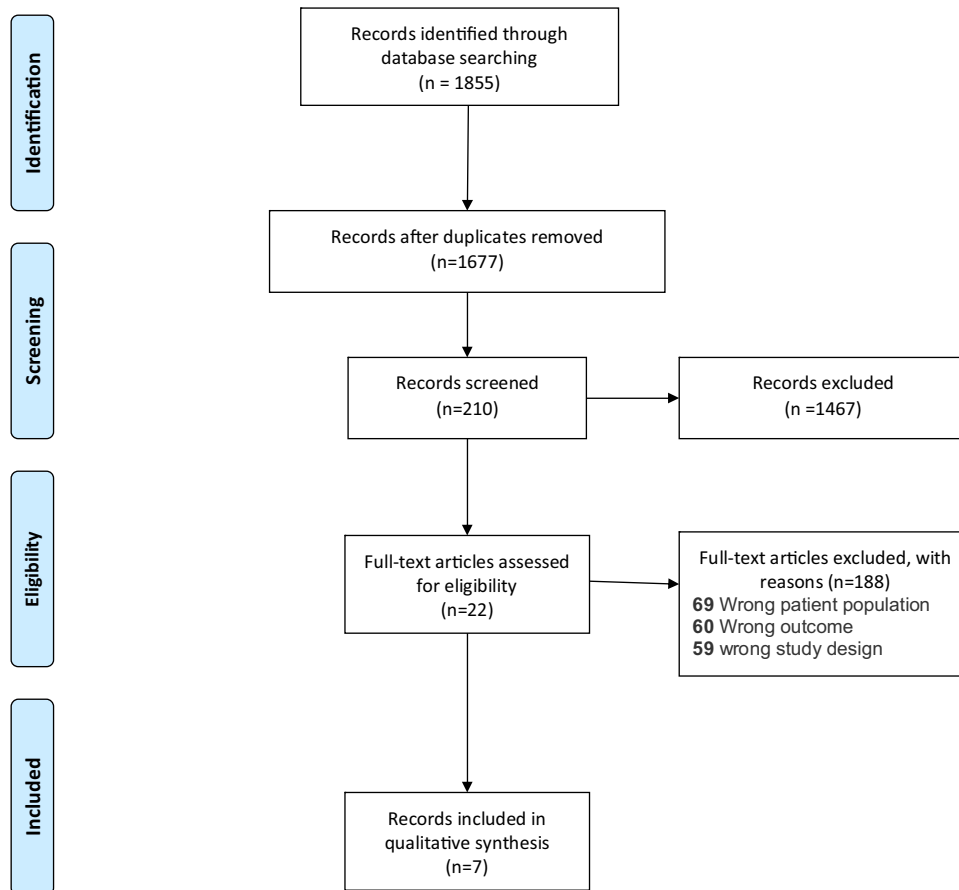 Identification
Records identified through
database searching
(n = 1855)
Records after duplicates removed
(n=1677)
Screening
Records screened
(n=210)
Records excluded
(n =1467)
Eligibility
Full-text articles assessed
for eligibility
(n=22)
Full-text articles excluded, with
reasons (n=188)
69 Wrong patient population
60 Wrong outcome
59 wrong study design
Included
Records included in
qualitative synthesis
(n=7)